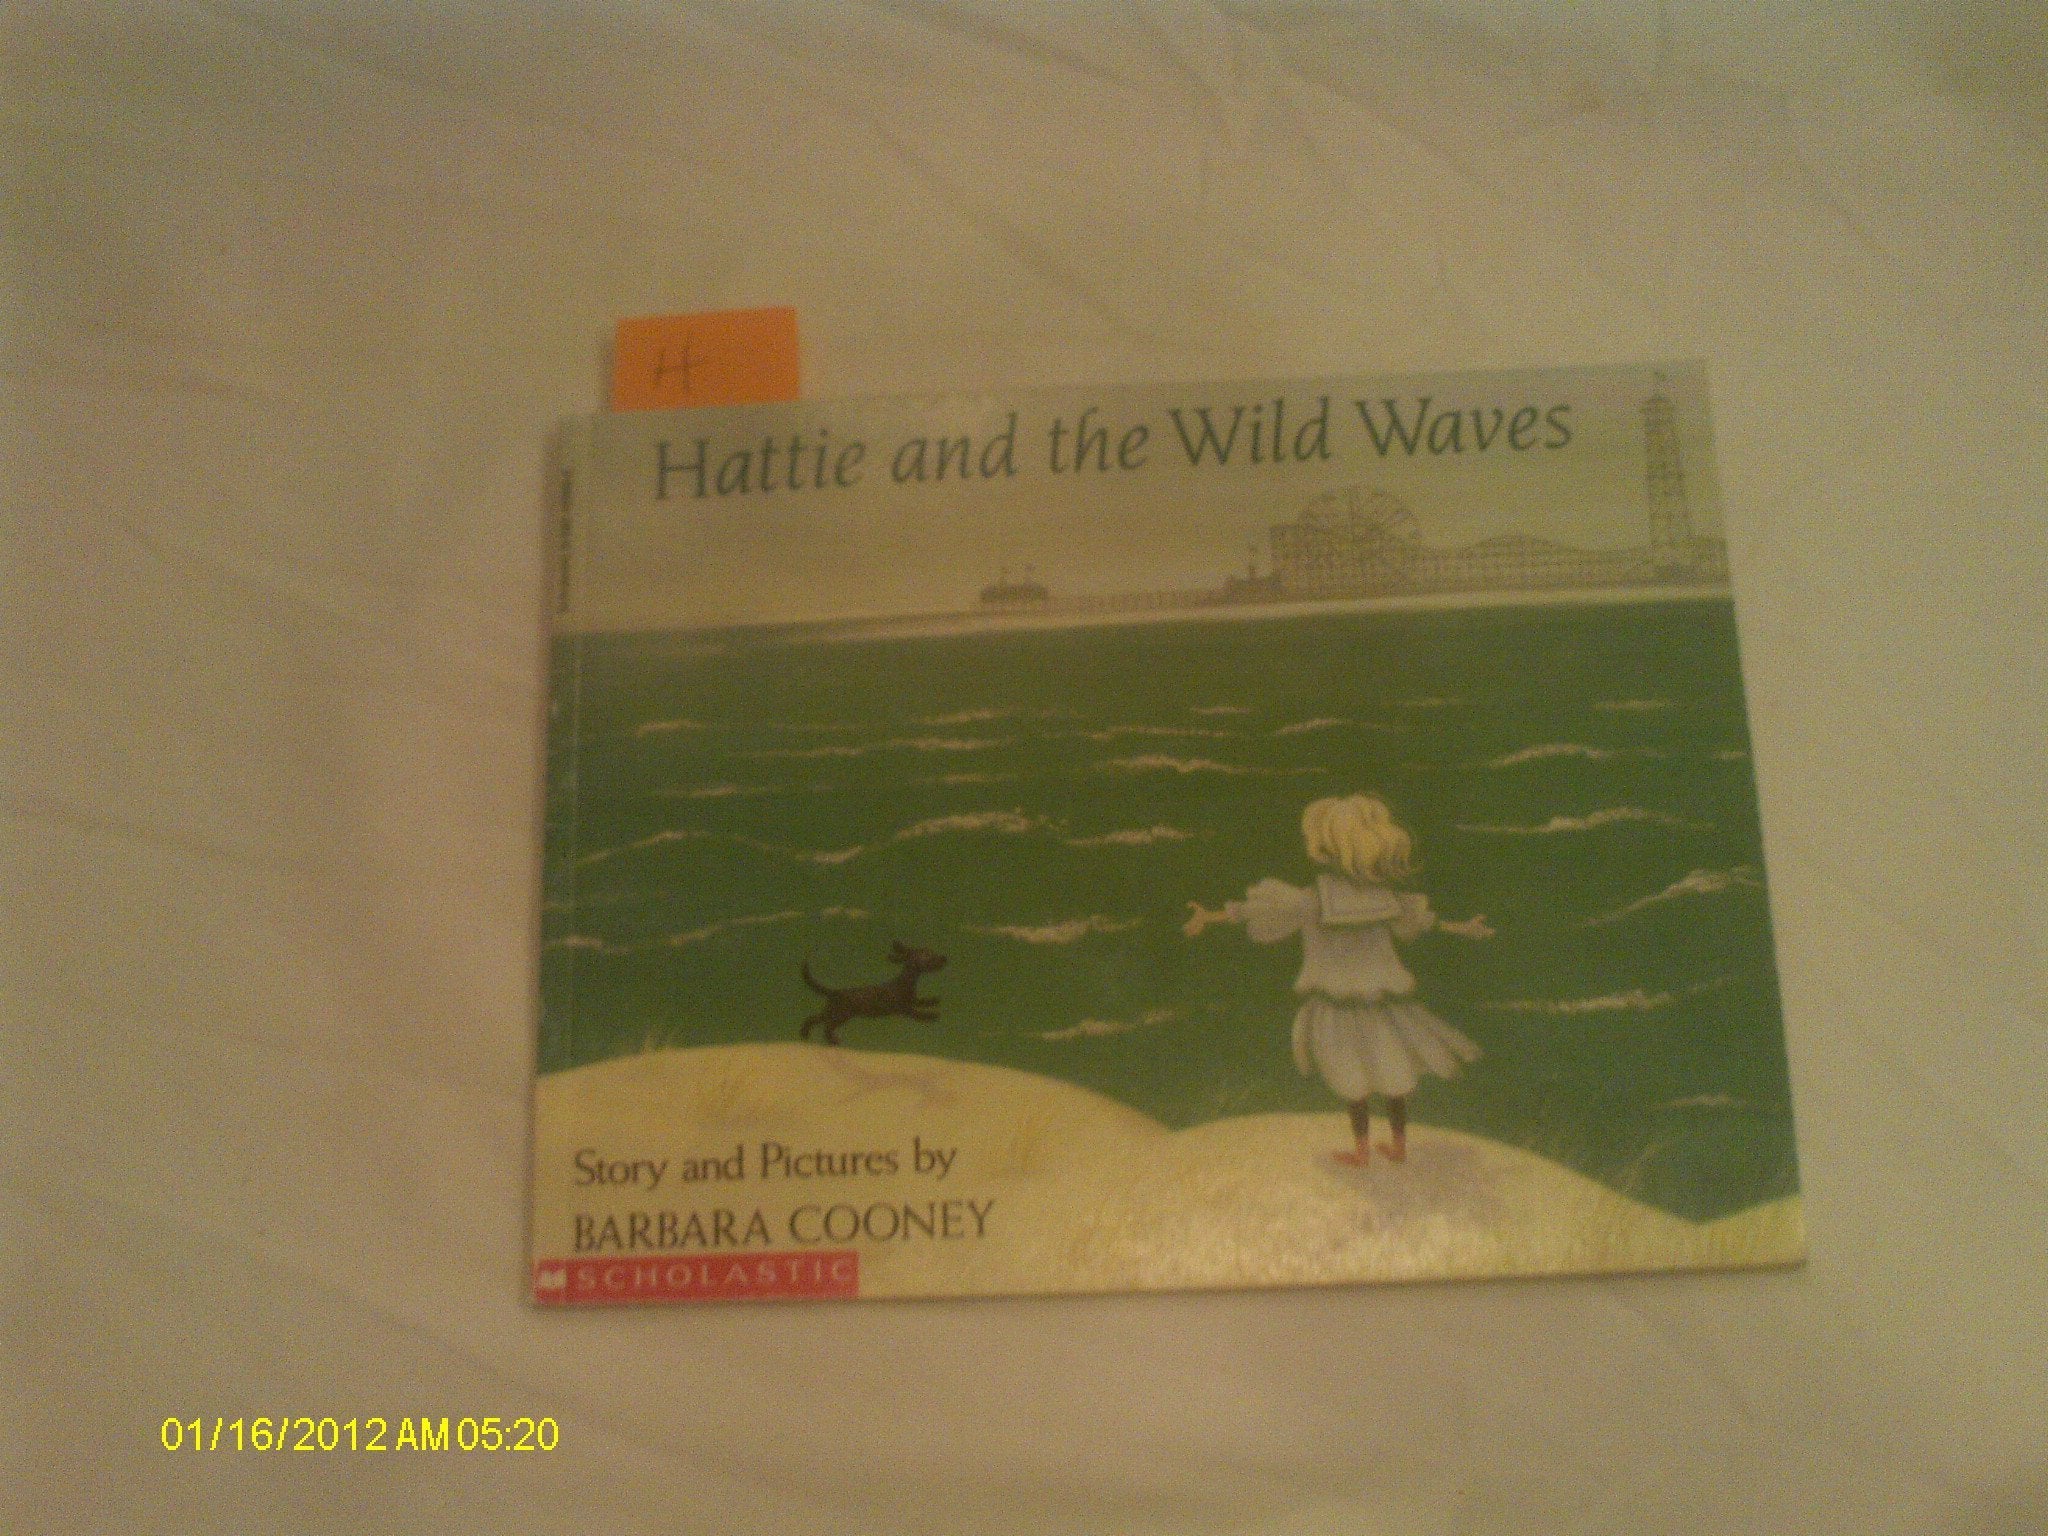 H
Hattie and the Wild Waves
Story and Pictures by
BARBARA COONEY
SCHOLASTIC
01/16/2012 AM 05:20